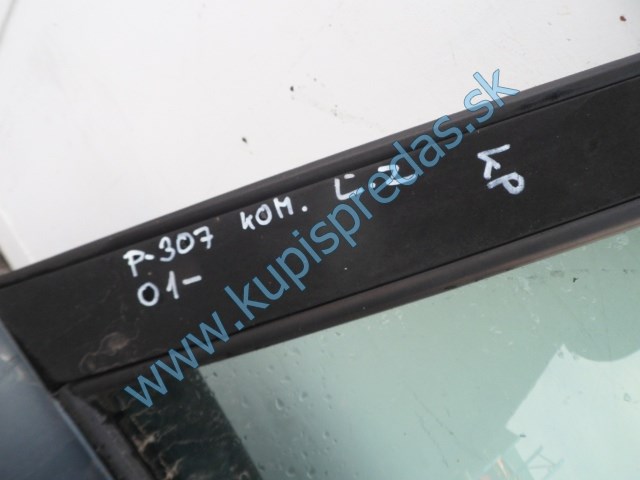 P-307 KOM. Ľ.Z
01-
KP
www.kupispredas.sk